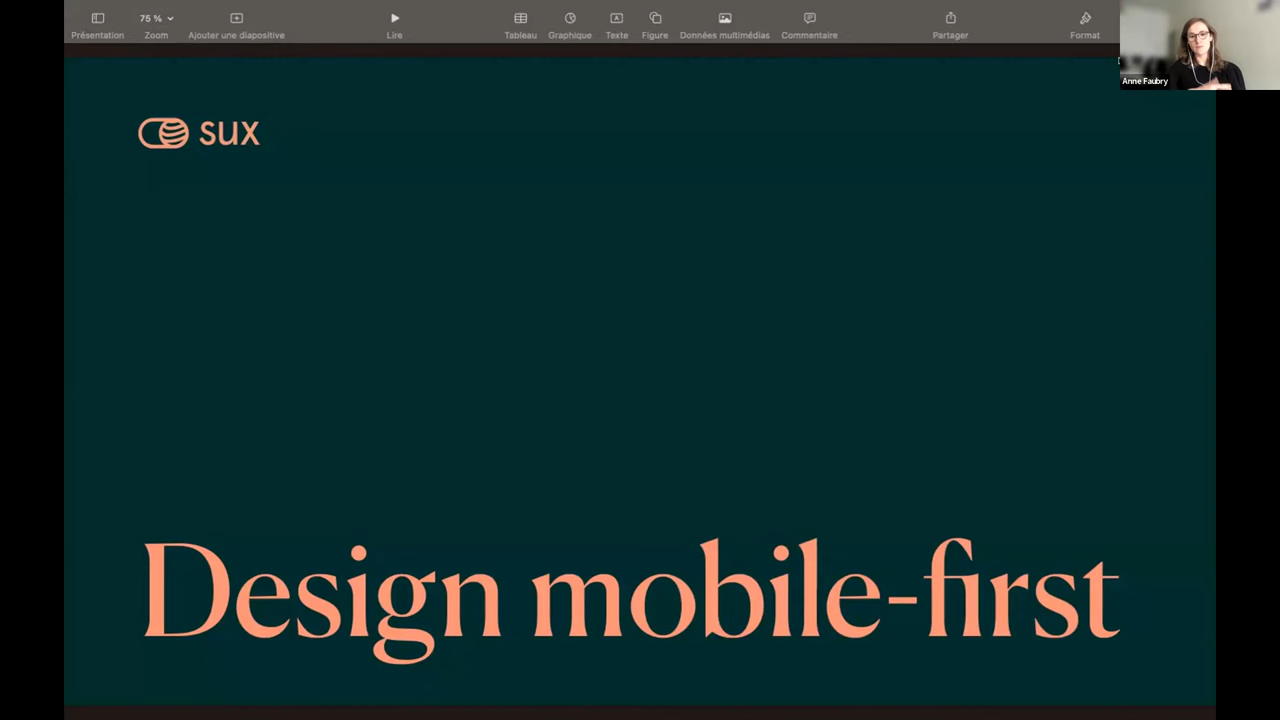 75 %
Présentation Zoom Ajouter une diapositive Lire Tableau Graphique Texte Figure Données multimédias Commentaire Partager Format
Anne Faubry
sux
Design mobile-first